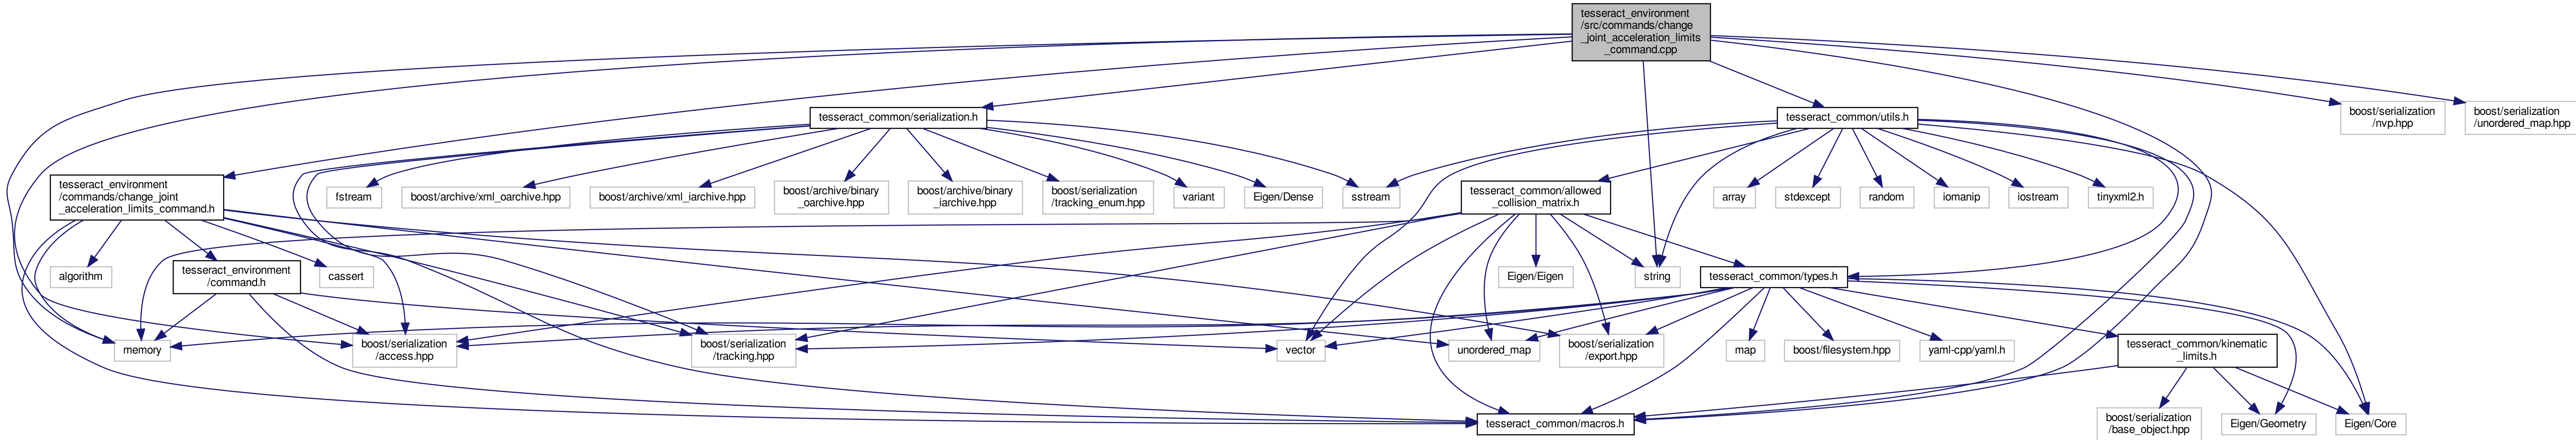 tesseract_environment
/src/commands/change
_joint_acceleration_limits
_command.cpp
tesseract_common/serialization.h
tesseract_common/utils.h
boost/serialization
/nvp.hpp
boost/serialization
/unordered_map.hpp
tesseract_environment
/commands/change_joint
_acceleration_limits_command.h
fstream
boost/archive/xml_oarchive.hpp
boost/archive/xml_iarchive.hpp
boost/archive/binary
_oarchive.hpp
boost/archive/binary
_iarchive.hpp
boost/serialization
/tracking_enum.hpp
variant
Eigen/Dense
sstream
tesseract_common/allowed
_collision_matrix.h
array
stdexcept
random
iomanip
iostream
tinyxml2.h
algorithm
tesseract_environment
/command.h
cassert
Eigen/Eigen
string
tesseract_common/types.h
memory
boost/serialization
/access.hpp
boost/serialization
/tracking.hpp
vector
unordered_map
boost/serialization
/export.hpp
map
boost/filesystem.hpp
yaml-cpp/yaml.h
tesseract_common/kinematic
_limits.h
tesseract_common/macros.h
boost/serialization
/base_object.hpp
Eigen/Geometry
Eigen/Core